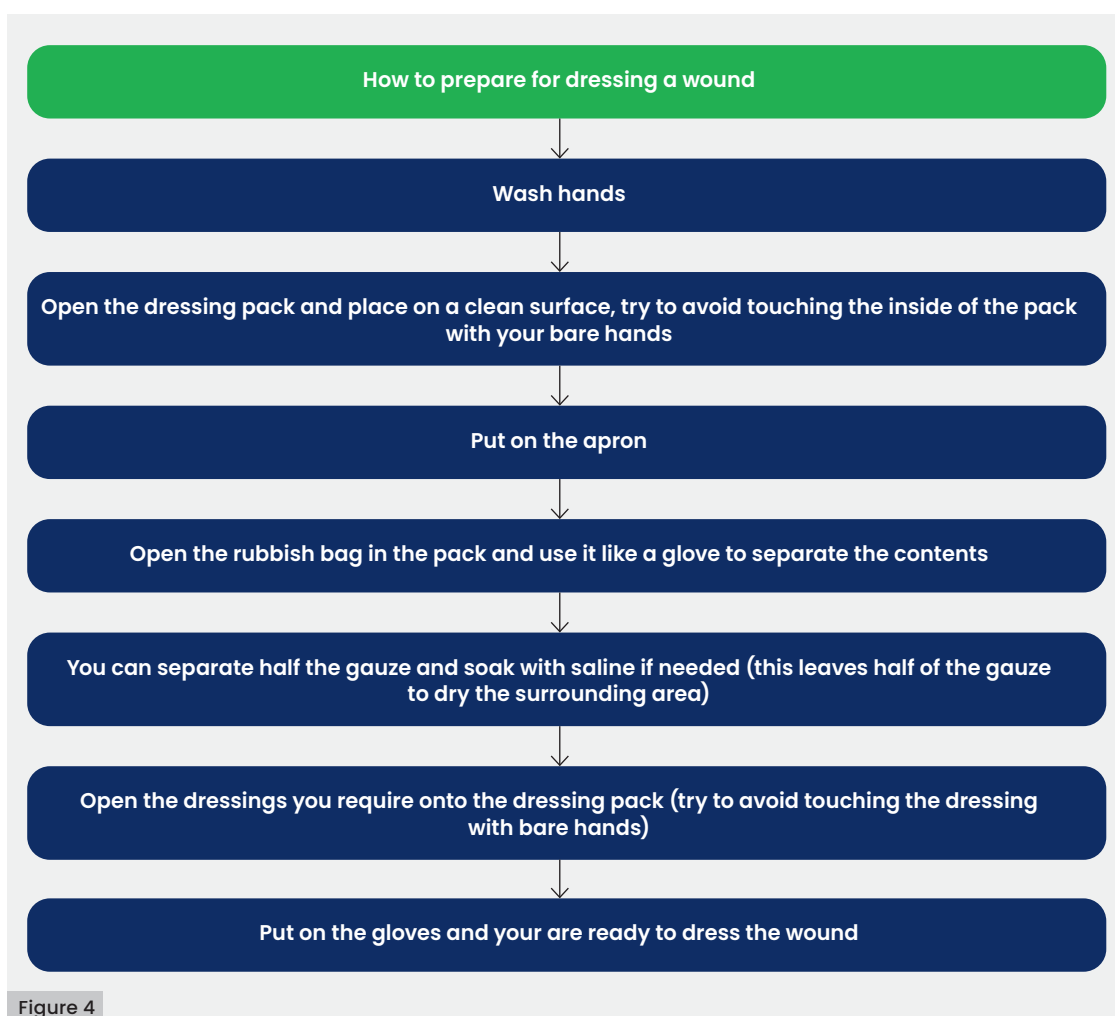 How to prepare for dressing a wound
Wash hands
Open the dressing pack and place on a clean surface, try to avoid touching the inside of the pack
with your bare hands
Put on the apron
Open the rubbish bag in the pack and use it like a glove to separate the contents
You can separate half the gauze and soak with saline if needed (this leaves half of the gauze
to dry the surrounding area)
Open the dressings you require onto the dressing pack (try to avoid touching the dressing
with bare hands)
Put on the gloves and your are ready to dress the wound
Figure 4